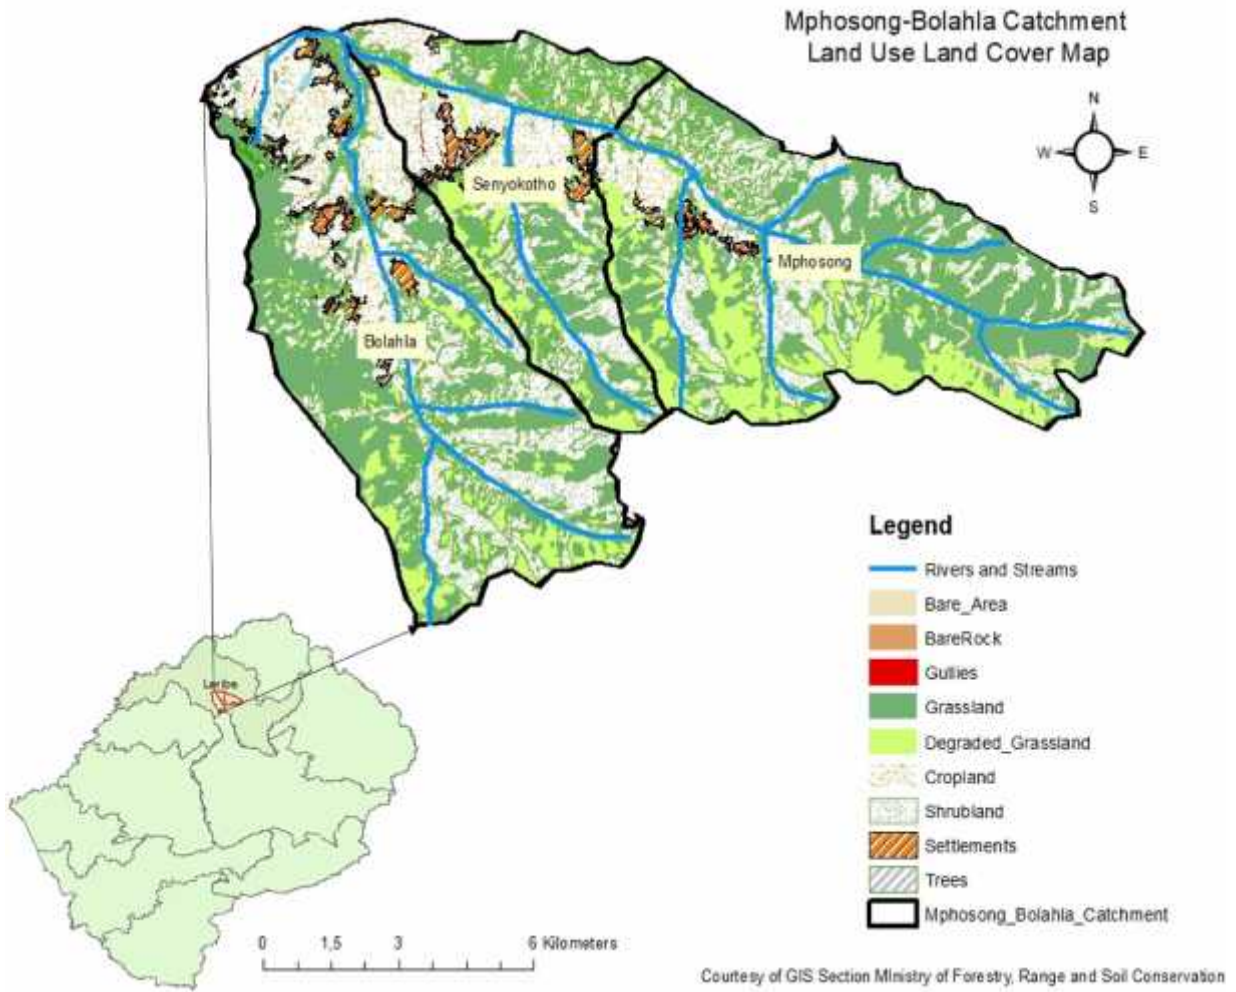 Mphosong-Bolahla Catchment
Land Use Land Cover Map
N
W
E
S
Senyokotho
Mphosong
Bolahla
Legend
Rivers and Streams
Bare_Area
BareRock
Gullies
Grassland
Degraded_Grassland
Cropland
Shrubland
Settlements
Trees
Mphosong_Bolahla_Catchment
Leribe
0 1,5 3 6 Kilometers
Courtesy of GIS Section MInistry of Forestry, Range and Soil Conservation